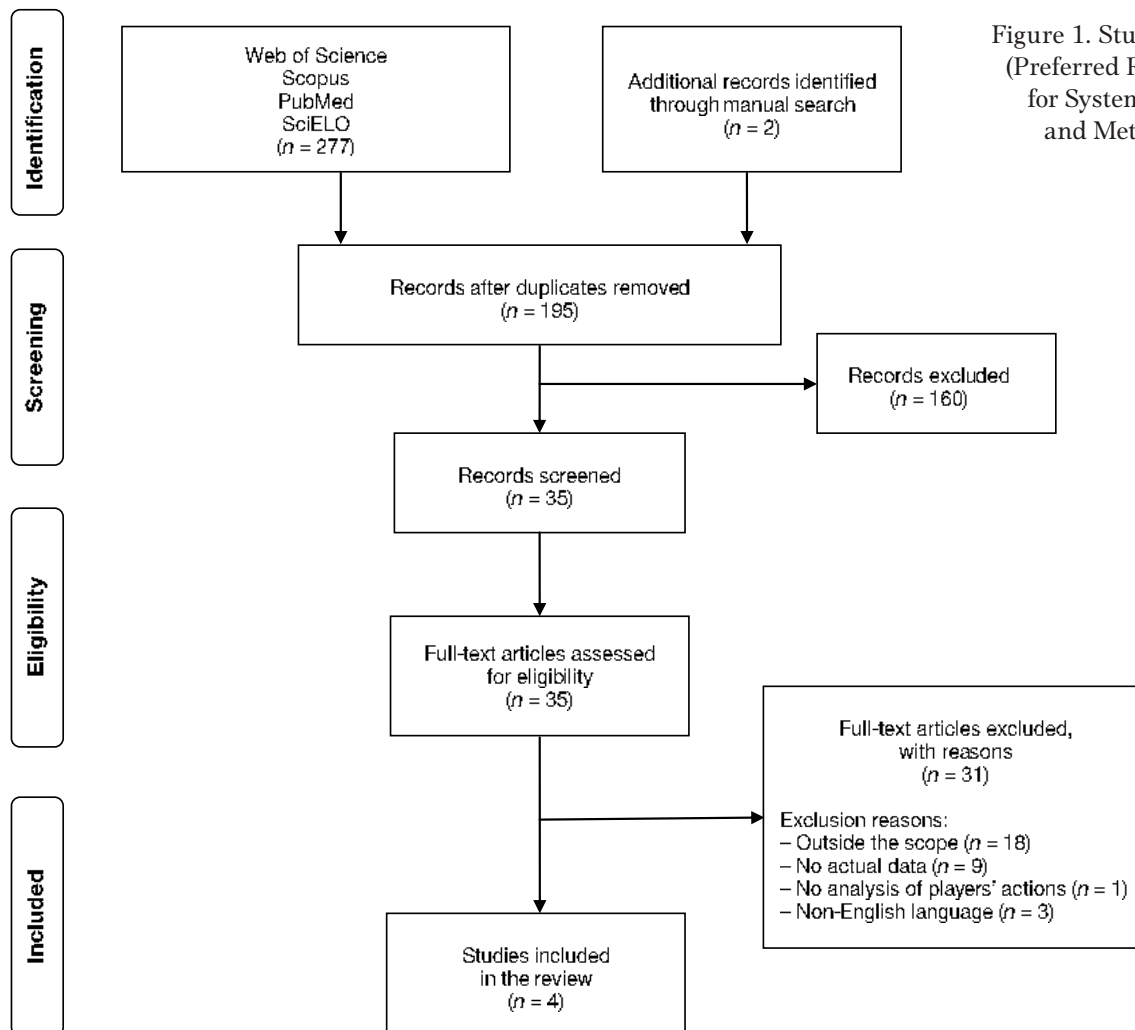 Identification
Web of Science
Scopus
PubMed
SciELO
(n = 277)
Additional records identified
through manual search
(n = 2)
Figure 1. Stu
(Preferred R
for System
and Met
Screening
Records after duplicates removed
(n = 195)
Records excluded
(n = 160)
Records screened
(n = 35)
Eligibility
Full-text articles assessed
for eligibility
(n = 35)
Full-text articles excluded,
with reasons
(n = 31)
Exclusion reasons:
– Outside the scope (n = 18)
– No actual data (n = 9)
– No analysis of players' actions (n = 1)
– Non-English language (n = 3)
Included
Studies included
in the review
(n = 4)